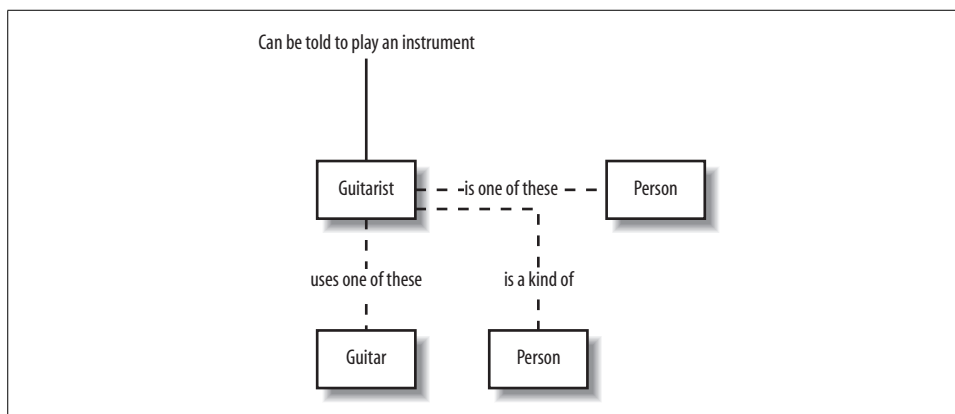 Can be told to play an instrument
Guitarist
is one of these
Person
uses one of these
is a kind of
Guitar
Person